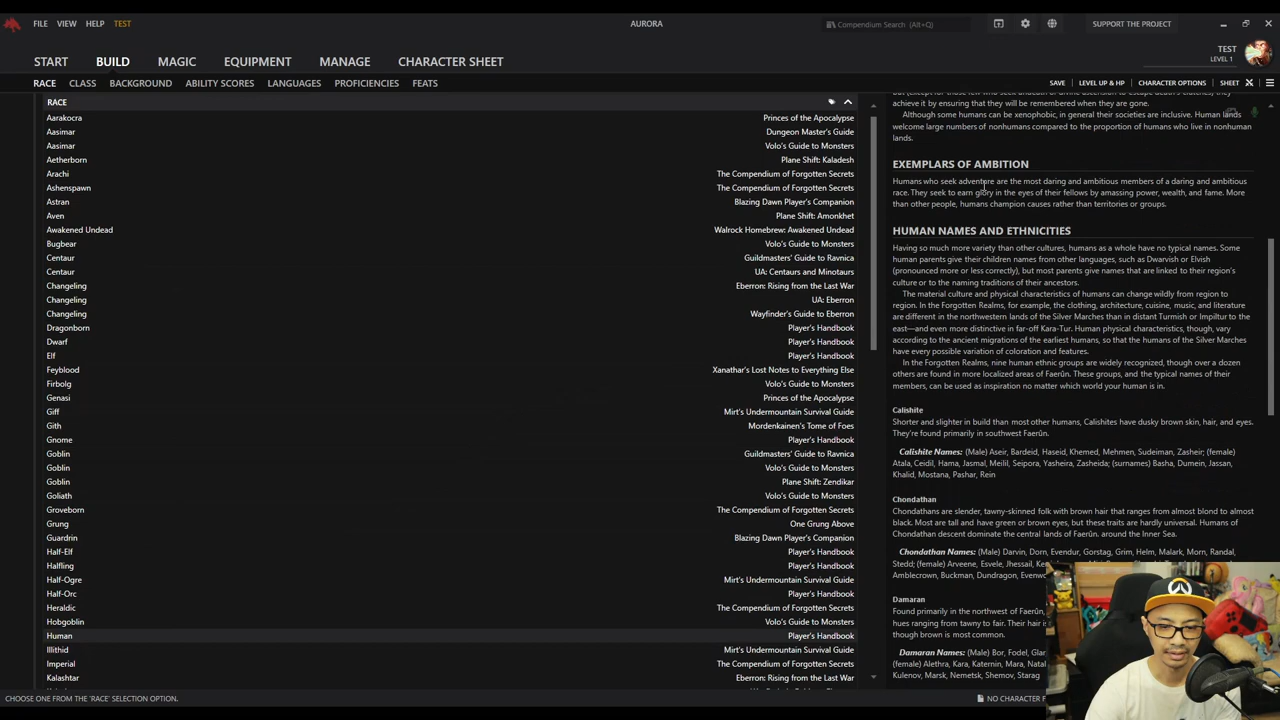 FILE VIEW HELP TEST
AURORA
Compendium Search (Alt+Q)
SUPPORT THE PROJECT
START BUILD MAGIC EQUIPMENT MANAGE CHARACTER SHEET
TEST
LEVEL 1
RACE CLASS BACKGROUND ABILITY SCORES LANGUAGES PROFICIENCIES FEATS
SAVE LEVEL UP & HP CHARACTER OPTIONS SHEET
RACE
Aarakocra Princes of the Apocalypse
Aasimar Dungeon Master's Guide
Aasimar Volo's Guide to Monsters
Aetherborn Plane Shift: Kaladesh
Arachi The Compendium of Forgotten Secrets
Ashenspawn The Compendium of Forgotten Secrets
Astran Blazing Dawn Player's Companion
Aven Plane Shift: Amonkhet
Awakened Undead Walrock Homebrew: Awakened Undead
Bugbear Volo's Guide to Monsters
Centaur Guildmasters' Guide to Ravnica
Centaur UA: Centaurs and Minotaurs
Changeling Eberron: Rising from the Last War
Changeling UA: Eberron
Changeling Wayfinder's Guide to Eberron
Dragonborn Player's Handbook
Dwarf Player's Handbook
Elf Player's Handbook
Feyblood Xanathar's Lost Notes to Everything Else
Firbolg Volo's Guide to Monsters
Genasi Princes of the Apocalypse
Giff Mirt's Undermountain Survival Guide
Gith Mordenkainen's Tome of Foes
Gnome Player's Handbook
Goblin Guildmasters' Guide to Ravnica
Goblin Volo's Guide to Monsters
Goblin Plane Shift: Zendikar
Goliath Volo's Guide to Monsters
Groveborn The Compendium of Forgotten Secrets
Grung One Grung Above
Guardrin Blazing Dawn Player's Companion
Half-Elf Player's Handbook
Halfling Player's Handbook
Half-Ogre Mirt's Undermountain Survival Guide
Half-Orc Player's Handbook
Heraldic The Compendium of Forgotten Secrets
Hobgoblin Volo's Guide to Monsters
Human Player's Handbook
Illithid Mirt's Undermountain Survival Guide
Imperial The Compendium of Forgotten Secrets
Kalashtar Eberron: Rising from the Last War
achieve it by ensuring that they will be remembered when they are gone.
Although some humans can be xenophobic, in general their societies are inclusive. Human lands
welcome large numbers of nonhumans compared to the proportion of humans who live in nonhuman
lands.
EXEMPLARS OF AMBITION
Humans who seek adventure are the most daring and ambitious members of a daring and ambitious
race. They seek to earn glory in the eyes of their fellows by amassing power, wealth, and fame. More
than other people, humans champion causes rather than territories or groups.
HUMAN NAMES AND ETHNICITIES
Having so much more variety than other cultures, humans as a whole have no typical names. Some
human parents give their children names from other languages, such as Dwarvish or Elvish
(pronounced more or less correctly), but most parents give names that are linked to their region's
culture or to the naming traditions of their ancestors.
The material culture and physical characteristics of humans can change wildly from region to
region. In the Forgotten Realms, for example, the clothing, architecture, cuisine, music, and literature
are different in the northwestern lands of the Silver Marches than in distant Turmish or Impiltur to the
east—and even more distinctive in far-off Kara-Tur. Human physical characteristics, though, vary
according to the ancient migrations of the earliest humans, so that the humans of the Silver Marches
have every possible variation of coloration and features.
In the Forgotten Realms, nine human ethnic groups are widely recognized, though over a dozen
others are found in more localized areas of Faerûn. These groups, and the typical names of their
members, can be used as inspiration no matter which world your human is in.
Calishite
Shorter and slighter in build than most other humans, Calishites have dusky brown skin, hair, and eyes.
They're found primarily in southwest Faerûn.
Calishite Names: (Male) Aseir, Bardeid, Haseid, Khemed, Mehmen, Sudeiman, Zasheir; (female)
Atala, Ceidil, Hama, Jasmal, Meilil, Seipora, Yasheira, Zasheida; (surnames) Basha, Dumein, Jassan,
Khalid, Mostana, Pashar, Rein
Chondathan
Chondathans are slender, tawny-skinned folk with brown hair that ranges from almost blond to almost
black. Most are tall and have green or brown eyes, but these traits are hardly universal. Humans of
Chondathan descent dominate the central lands of Faerûn. around the Inner Sea.
Chondathan Names: (Male) Darvin, Dorn, Evendur, Gorstag, Grim, Helm, Malark, Morn, Randal,
Stedd; (female) Arveene, Esvele, Jhessail,
Amblecrown, Buckman, Dundragon,
Damaran
Found primarily in the northwest of Faerûn,
hues ranging from tawny to fair. Their hair
though brown is most common.
Damaran Names: (Male) Bor, Fodel,
(female) Alethra, Kara, Katernin, Mara,
Kulenov, Marsk, Nemetsk, Shemov, Starag
CHOOSE ONE FROM THE 'RACE' SELECTION OPTION.
NO CHARACTER